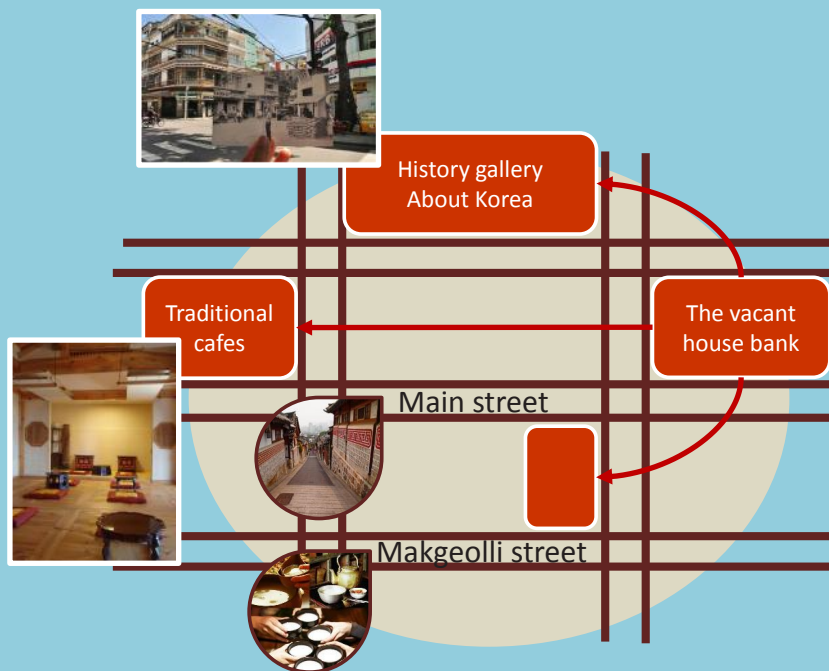 History gallery
About Korea
Traditional
cafes
The vacant
house bank
Main street
Makgeolli street